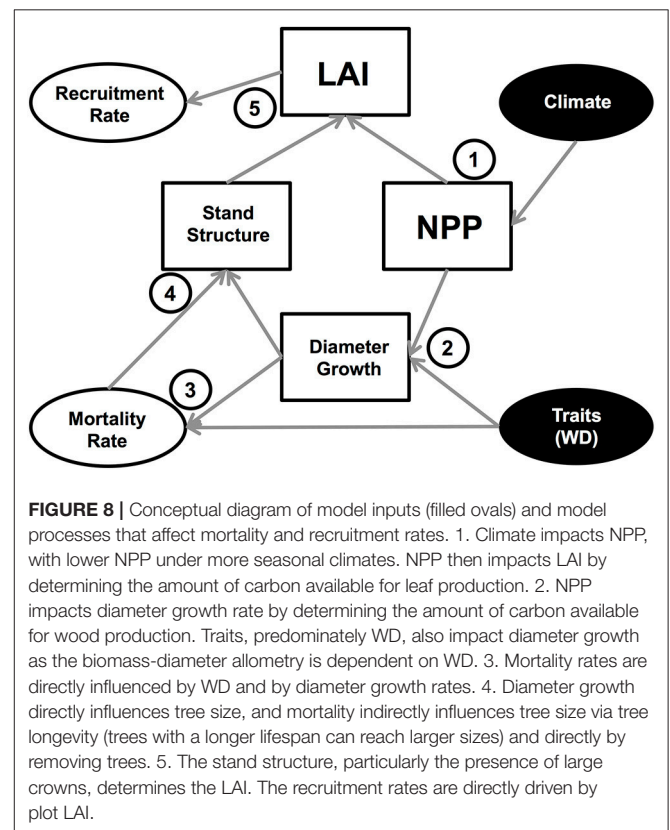 LAI
Recruitment
Rate
5
Climate
1
Stand
Structure
NPP
4
Diameter
Growth
2
3
Mortality
Rate
Traits
(WD)
FIGURE 8 | Conceptual diagram of model inputs (filled ovals) and model
processes that affect mortality and recruitment rates. 1. Climate impacts NPP,
with lower NPP under more seasonal climates. NPP then impacts LAI by
determining the amount of carbon available for leaf production. 2. NPP
impacts diameter growth rate by determining the amount of carbon available
for wood production. Traits, predominately WD, also impact diameter growth
as the biomass-diameter allometry is dependent on WD. 3. Mortality rates are
directly influenced by WD and by diameter growth rates. 4. Diameter growth
directly influences tree size, and mortality indirectly influences tree size via tree
longevity (trees with a longer lifespan can reach larger sizes) and directly by
removing trees. 5. The stand structure, particularly the presence of large
crowns, determines the LAI. The recruitment rates are directly driven by
plot LAI.